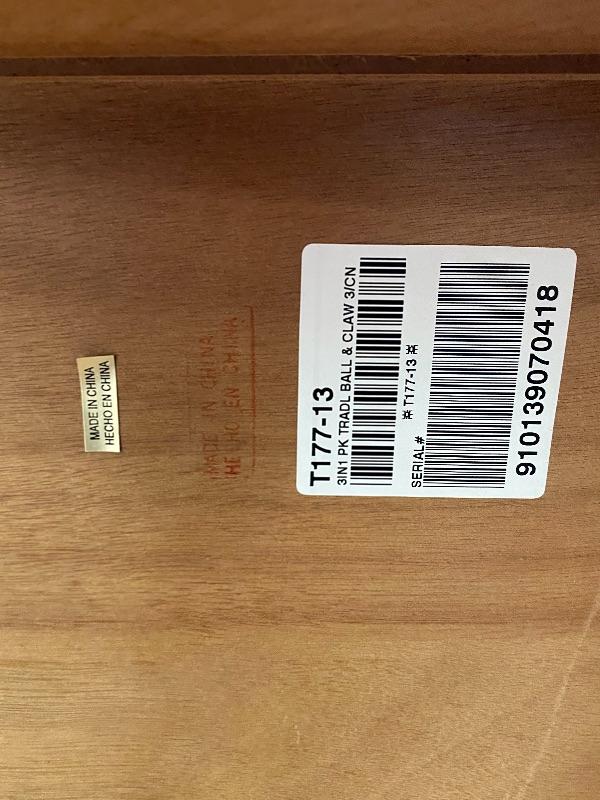 MADE IN CHINA
HECHO EN CHINA
MADE IN CHINA
HECHO EN CHINA
T177-13
3IN1 PK TRADL BALL & CLAW 3/CN
* T177-13 *
SERIAL#
910139070418